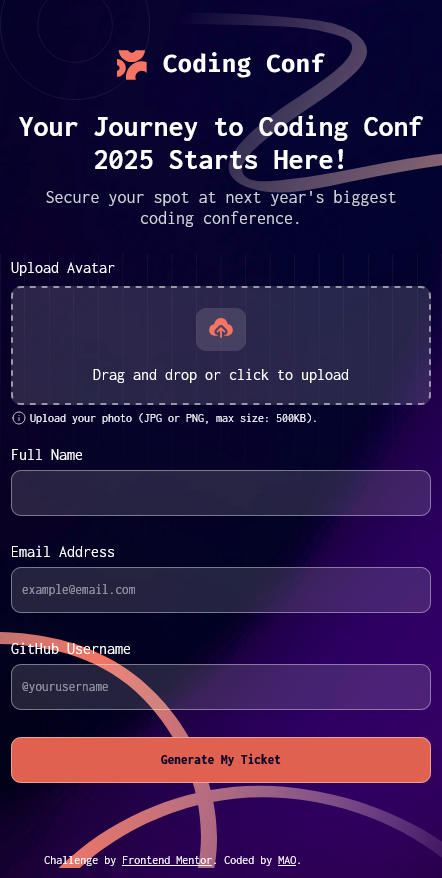 Coding Conf
Your Journey to Coding Conf
2025 Starts Here!
Secure your spot at next year's biggest
coding conference.
Upload Avatar
Drag and drop or click to upload
Upload your photo (JPG or PNG, max size: 500KB).
Full Name
Email Address
example@email.com
GitHub Username
@yourusername
Generate My Ticket
Challenge by Frontend Mentor. Coded by MAO.